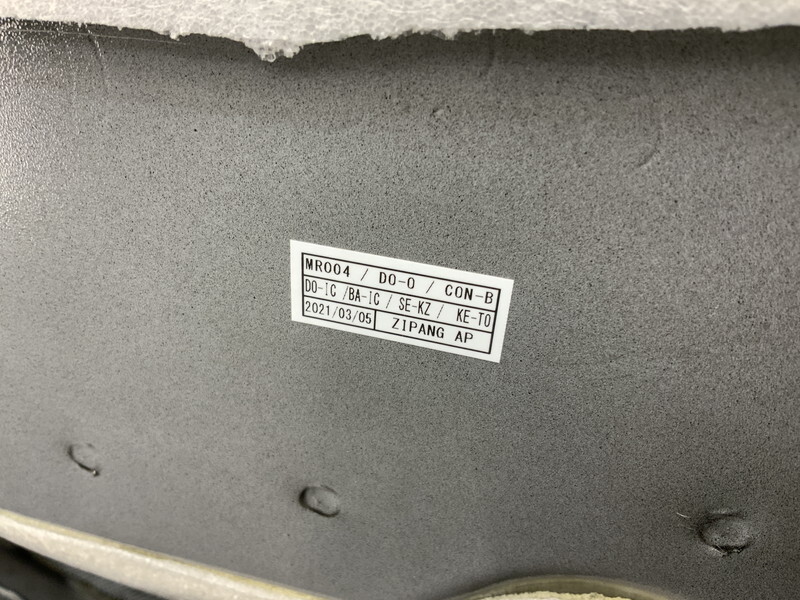 MR004 / DO-O / CON-B
DO-IC /BA-IC / SE-KZ / KE-TO
2021/03/05 ZIPANG AP